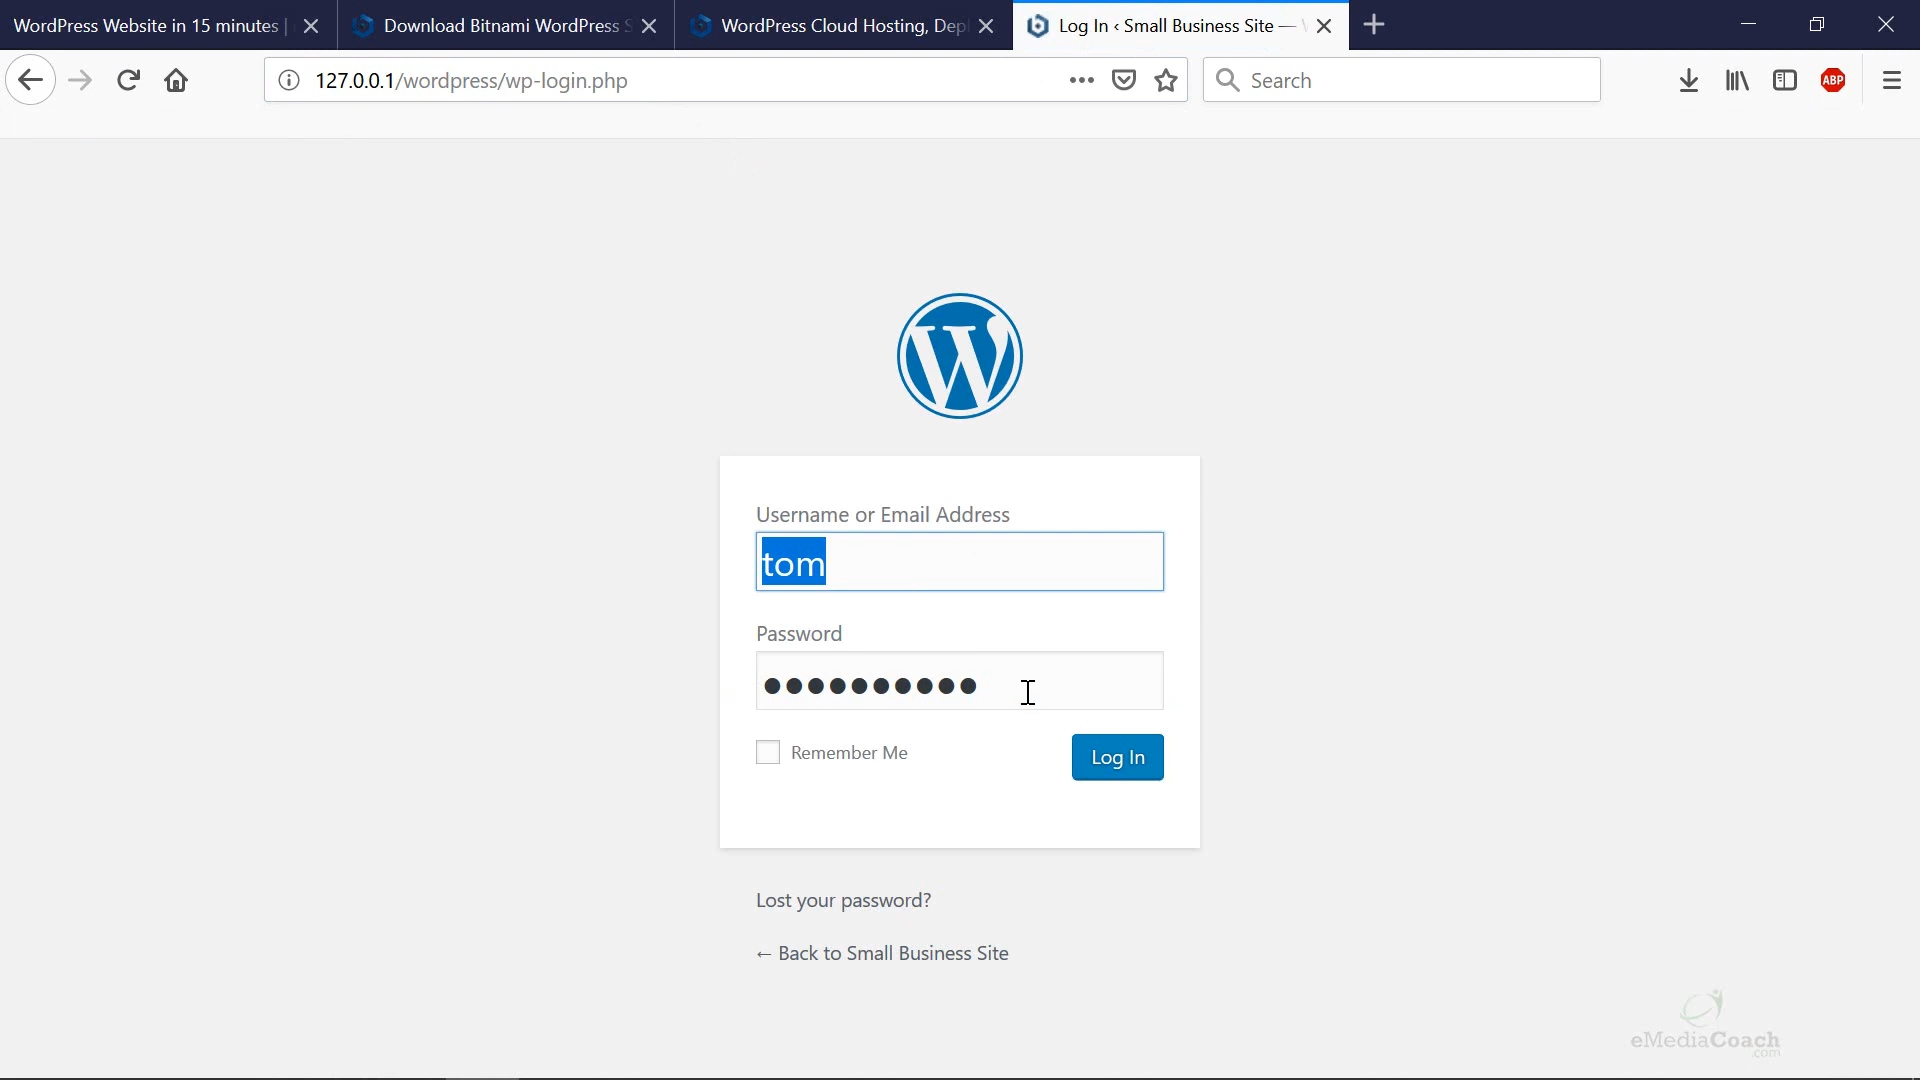 WordPress Website in 15 minutes |
Download Bitnami WordPress S
WordPress Cloud Hosting, Dep
Log In ‹ Small Business Site —
127.0.0.1/wordpress/wp-login.php
Search
ABP
Username or Email Address
tom
Password
Remember Me
Log In
Lost your password?
← Back to Small Business Site
eMediaCoach
.com